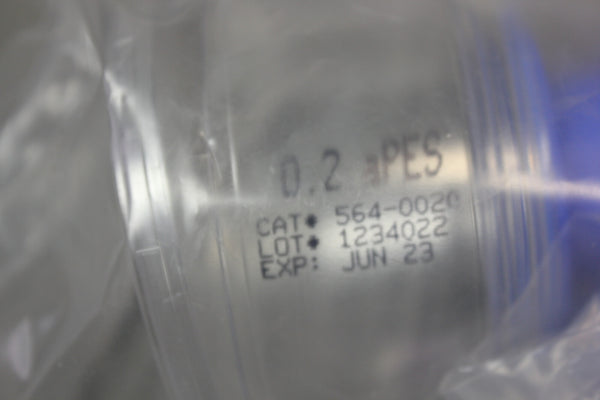 0.2 aPES
CAT# 564-0020
LOT# 1234022
EXP: JUN 23